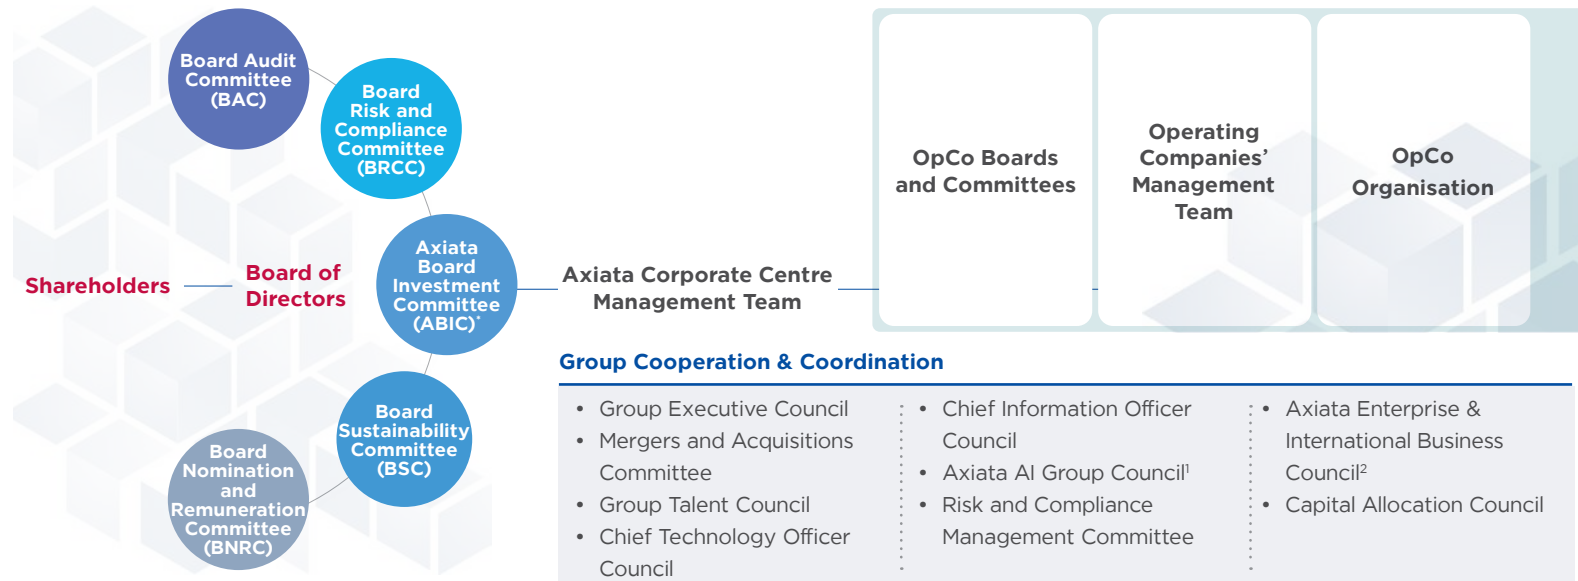 Shareholders
Board of
Directors
Board Audit
Committee
(BAC)
Board
Risk and
Compliance
Committee
(BRCC)
Axiata
Board
Investment
Committee
(ABIC)*
Board
Sustainability
Committee
(BSC)
Board
Nomination
and
Remuneration
Committee
(BNRC)
Axiata Corporate Centre
Management Team
OpCo Boards
and Committees
Operating
Companies’
Management
Team
OpCo
Organisation
Group Cooperation & Coordination
• Group Executive Council
• Mergers and Acquisitions
Committee
• Group Talent Council
• Chief Technology Officer
Council
• Chief Information Officer
Council
• Axiata AI Group Council¹
• Risk and Compliance
Management Committee
• Axiata Enterprise &
International Business
Council²
• Capital Allocation Council